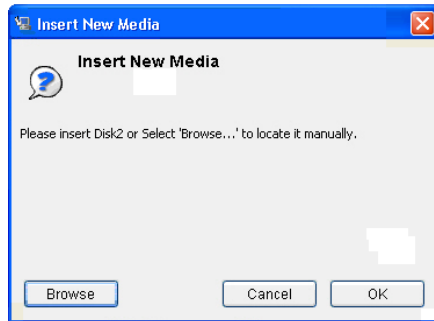 Insert New Media
Insert New Media
Please insert Disk2 or Select 'Browse...' to locate it manually.
Browse
Cancel
OK